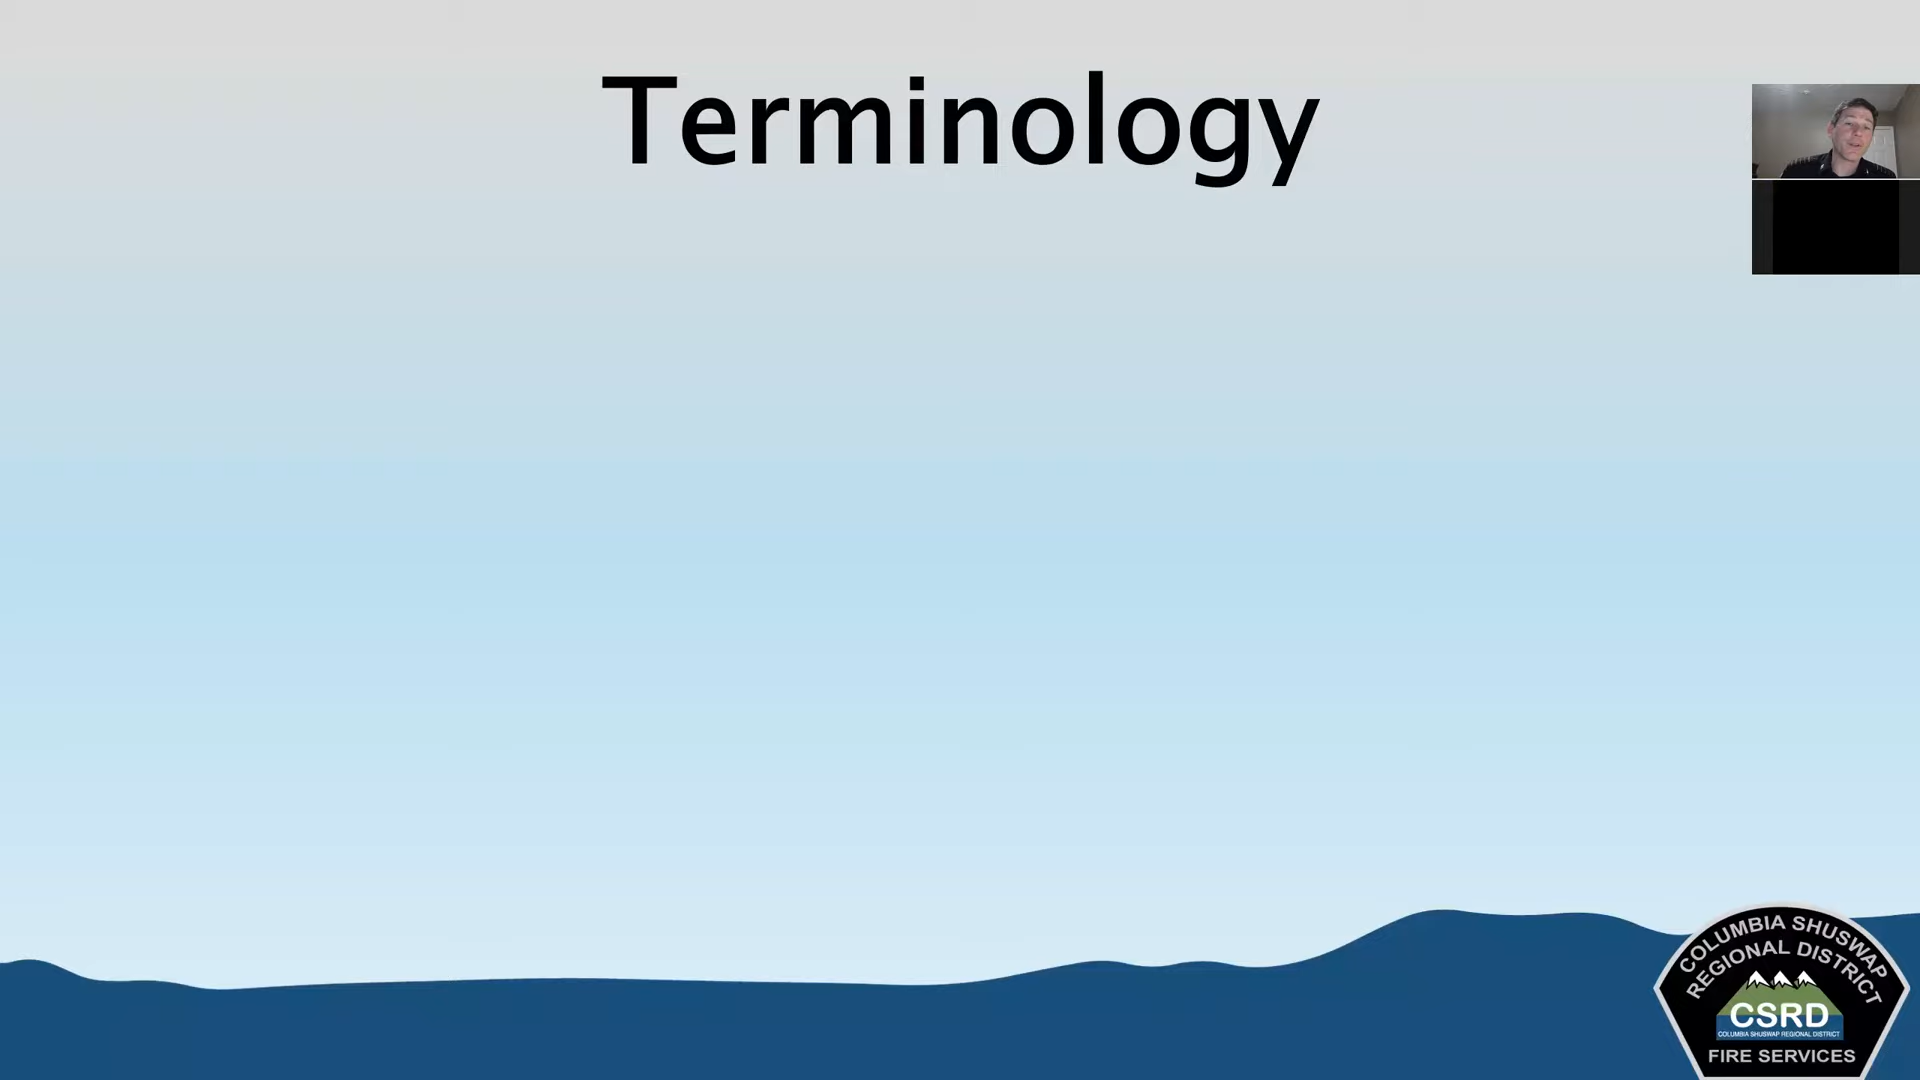 Terminology
COLUMBIA SHUSWAP
REGIONAL DISTRICT
CSRD
COLUMBIA SHUSWAP REGIONAL DISTRICT
FIRE SERVICES